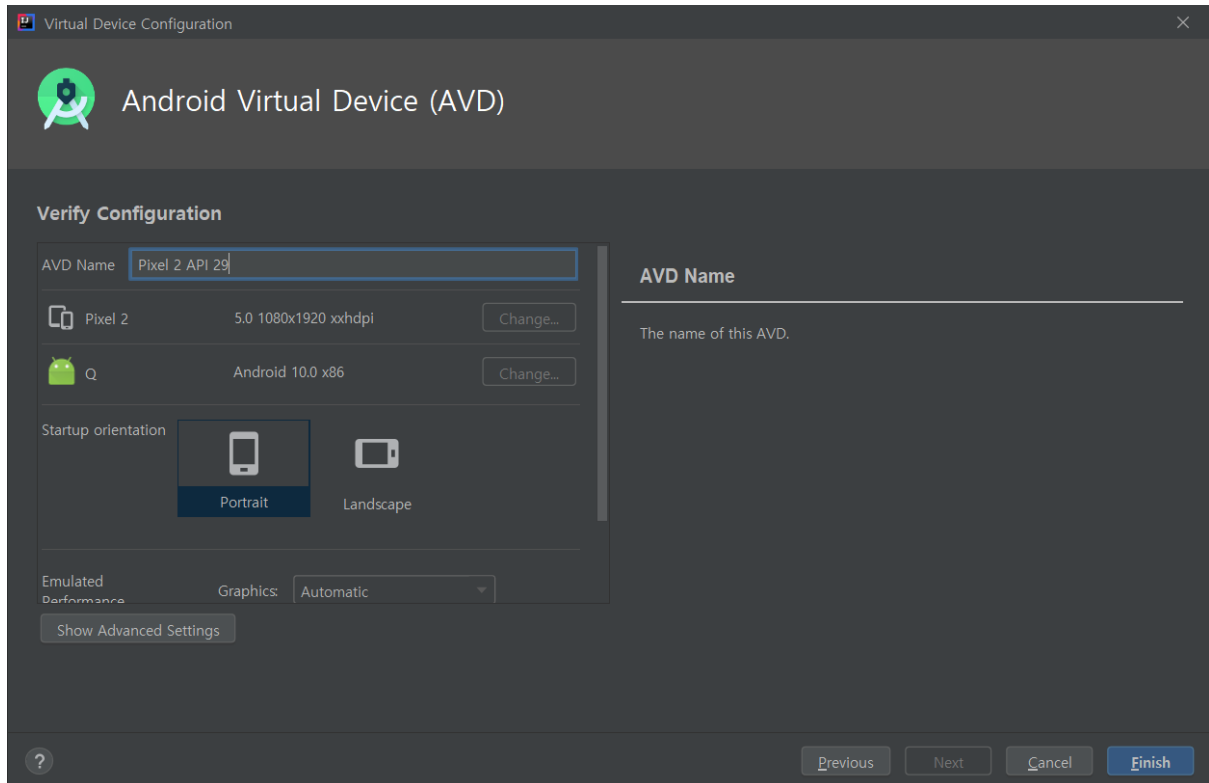 Virtual Device Configuration
Android Virtual Device (AVD)
Verify Configuration
AVD Name Pixel 2 API 29
Pixel 2 5.0 1080x1920 xxhdpi Change...
Q Android 10.0 x86 Change...
Startup orientation
Portrait
Landscape
Emulated
Performance
Graphics: Automatic
Show Advanced Settings
AVD Name
The name of this AVD.
? Previous Next Cancel Finish